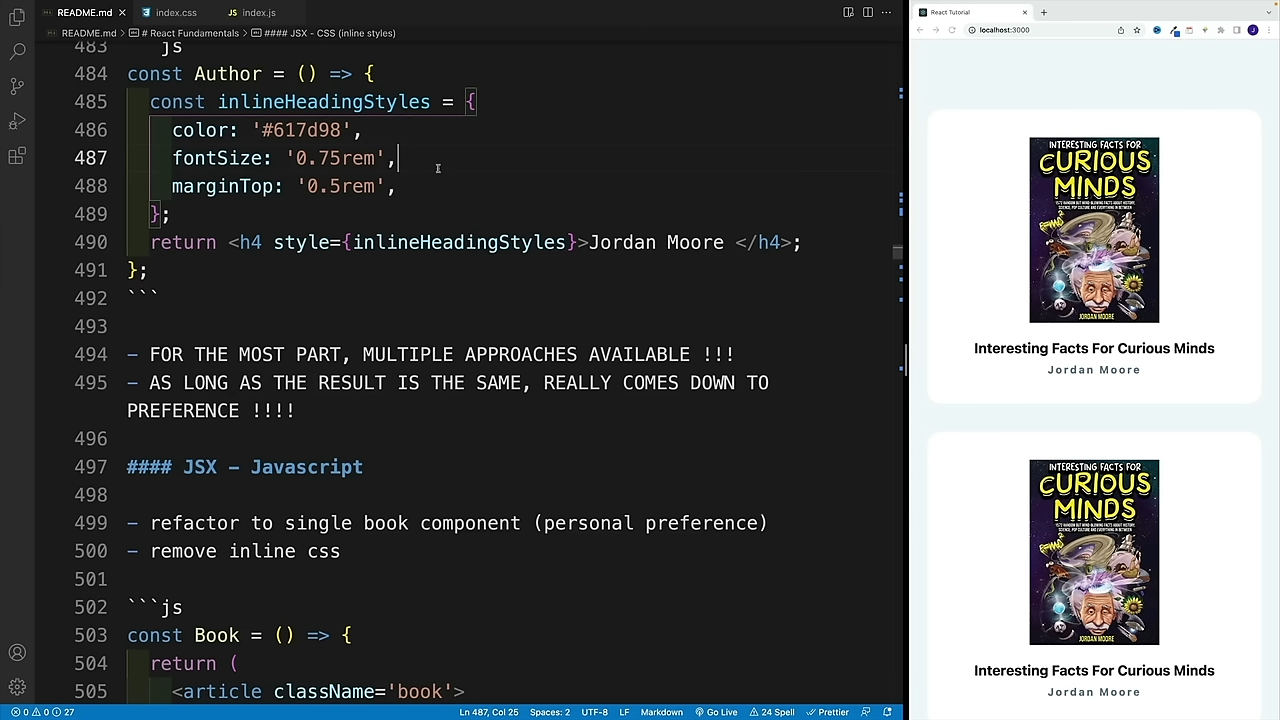 README.md
index.css
JS index.js
README.md > # React Fundamentals > #### JSX - CSS (inline styles)
483 ```js
484 const Author = () => {
485 const inlineHeadingStyles = {
486 color: '#617d98',
487 fontSize: '0.75rem',
488 marginTop: '0.5rem',
489 };
490 return <h4 style={inlineHeadingStyles}>Jordan Moore </h4>;
491 };
492 ```
493
494 - FOR THE MOST PART, MULTIPLE APPROACHES AVAILABLE !!!
495 - AS LONG AS THE RESULT IS THE SAME, REALLY COMES DOWN TO
PREFERENCE !!!!
496
497 #### JSX - Javascript
498
499 - refactor to single book component (personal preference)
500 - remove inline css
501
502 ```js
503 const Book = () => {
504 return (
505 <article className='book'>
0 0 27
Ln 487, Col 25
Spaces: 2
UTF-8
LF
Markdown
Go Live
24 Spell
Prettier
React Tutorial
localhost:3000
J
INTERESTING FACTS FOR
CURIOUS
MINDS
JORDAN MOORE
Interesting Facts For Curious Minds
Jordan Moore
INTERESTING FACTS FOR
CURIOUS
MINDS
JORDAN MOORE
Interesting Facts For Curious Minds
Jordan Moore